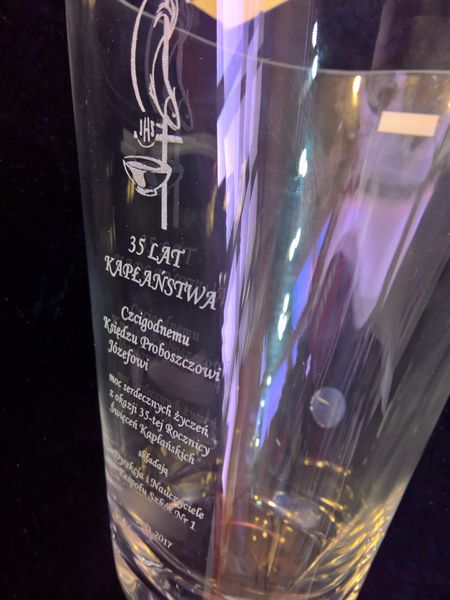 IHS
35 LAT
KAPŁAŃSTWA
Czcigodnemu
Księdzu Proboszczowi
Józefowi
moc serdecznych życzeń
z okazji 35-tej Rocznicy
Święceń Kapłańskich
składają
Dyrekcja i Nauczyciele
Zespołu Szkół Nr 1
2017